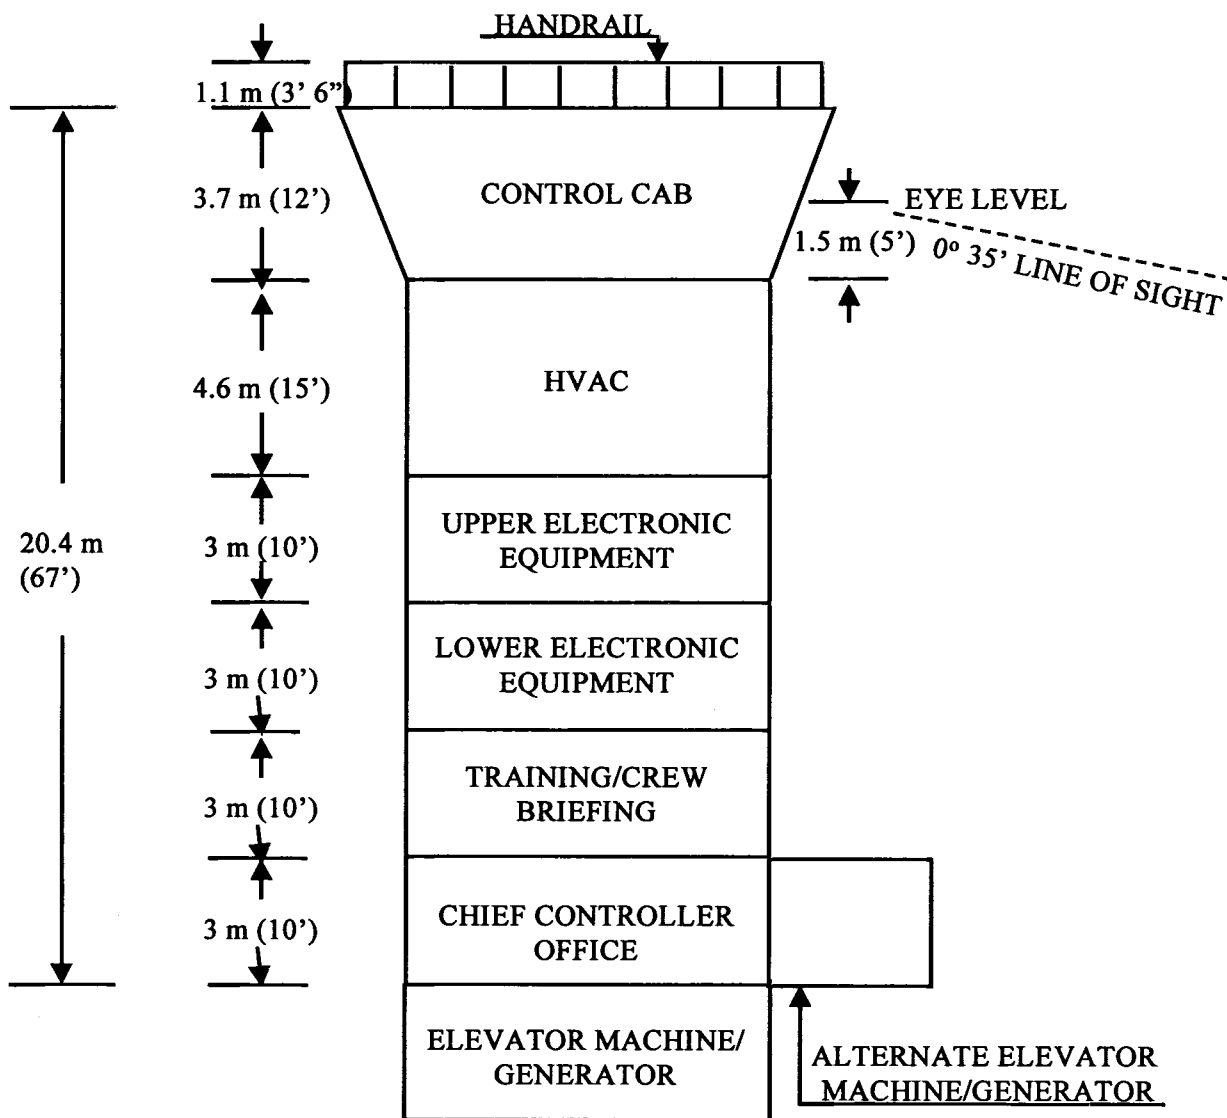 HANDRAIL
1.1 m (3’ 6”)
CONTROL CAB
3.7 m (12’)
EYE LEVEL
1.5 m (5’)
0º 35’ LINE OF SIGHT
HVAC
4.6 m (15’)
UPPER ELECTRONIC
EQUIPMENT
3 m (10’)
20.4 m
(67’)
LOWER ELECTRONIC
EQUIPMENT
3 m (10’)
TRAINING/CREW
BRIEFING
3 m (10’)
CHIEF CONTROLLER
OFFICE
3 m (10’)
ELEVATOR MACHINE/
GENERATOR
ALTERNATE ELEVATOR
MACHINE/GENERATOR